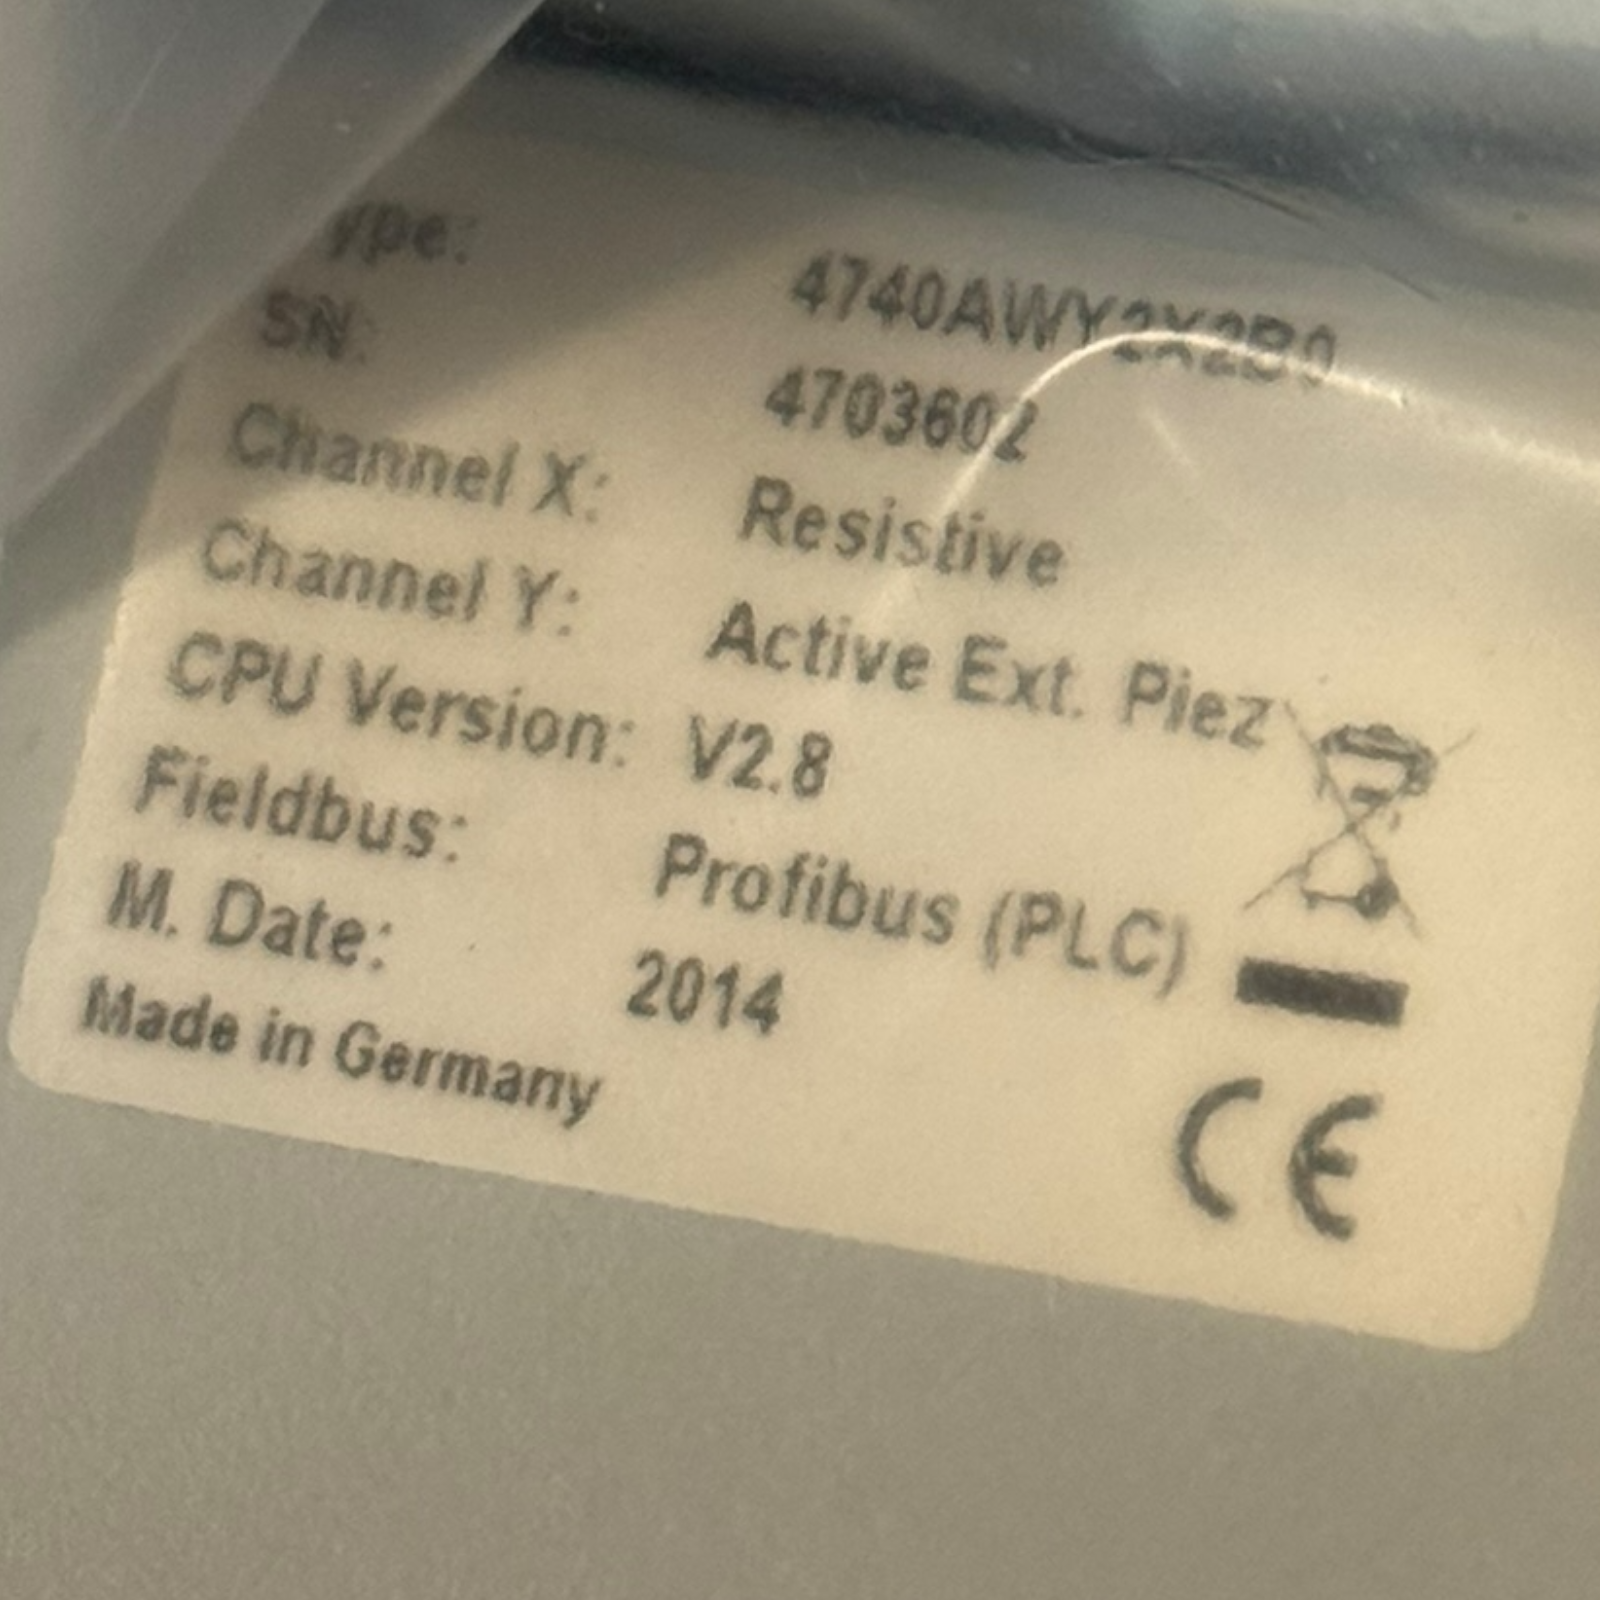 ype: 4740AWY2X2B0
SN: 4703602
Channel X: Resistive
Channel Y: Active Ext. Piez
CPU Version: V2.8
Fieldbus: Profibus (PLC)
M. Date: 2014
Made in Germany
CE